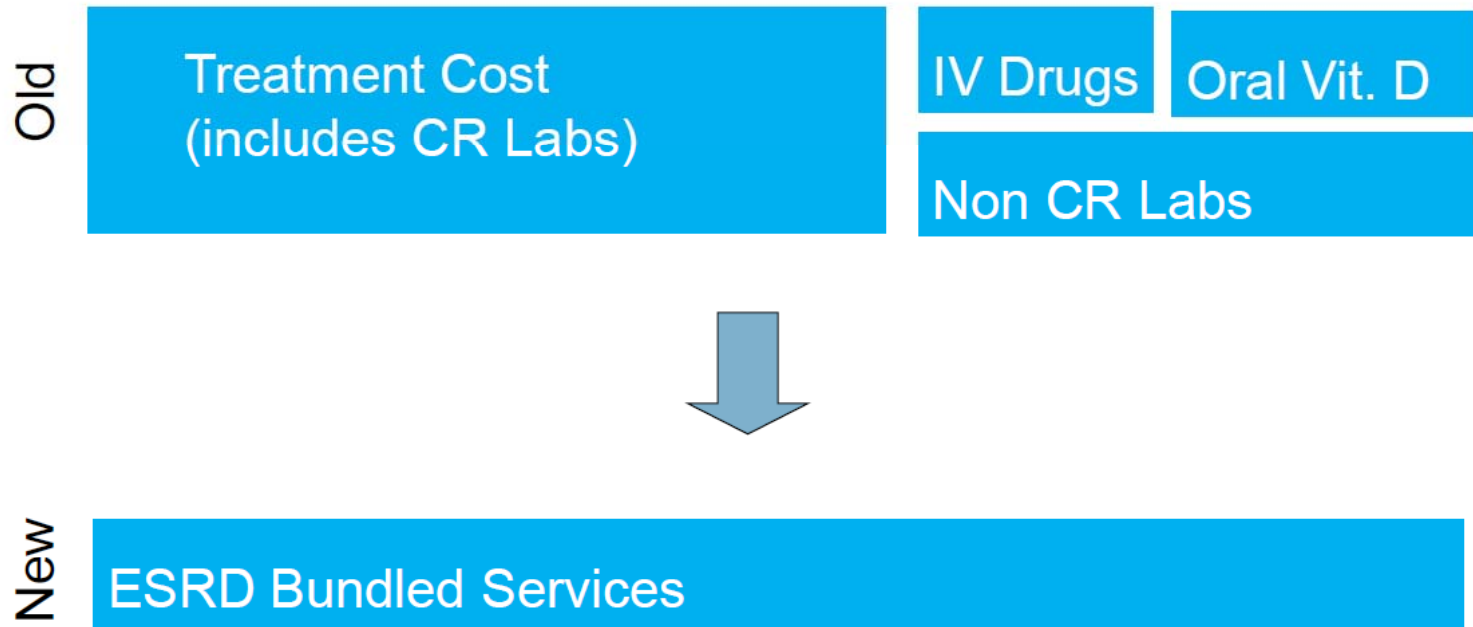 Old
Treatment Cost
(includes CR Labs)
IV Drugs
Oral Vit. D
Non CR Labs
New
ESRD Bundled Services